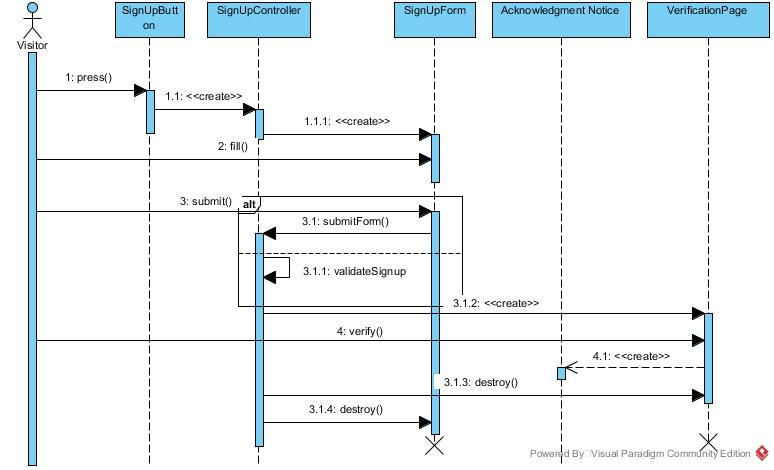 SignUpButt
on
SignUpController
SignUpForm
Acknowledgment Notice
VerificationPage
Visitor
1: press()
1.1: <<create>>
1.1.1: <<create>>
2: fill()
3: submit()
alt
3.1: submitForm()
3.1.1: validateSignup
3.1.2: <<create>>
4: verify()
4.1: <<create>>
3.1.3: destroy()
3.1.4: destroy()
Powered By Visual Paradigm Community Edition